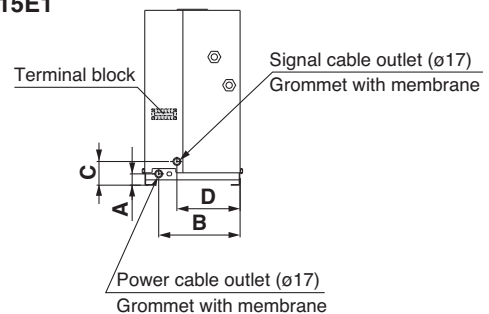 15E1
Terminal block
Signal cable outlet (ø17)
Grommet with membrane
C
A
D
B
Power cable outlet (ø17)
Grommet with membrane